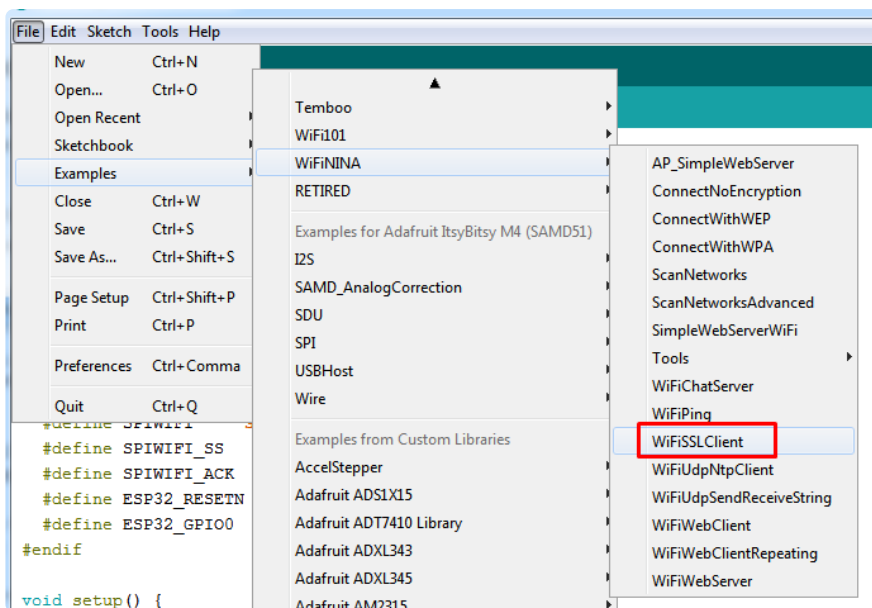 File Edit Sketch Tools Help
New Ctrl+N
Open... Ctrl+O
Open Recent
Sketchbook
Examples
Close Ctrl+W
Save Ctrl+S
Save As... Ctrl+Shift+S
Page Setup Ctrl+Shift+P
Print Ctrl+P
Preferences Ctrl+Comma
Quit Ctrl+Q
Temboo
WiFi101
WiFiNINA
RETIRED
Examples for Adafruit ItsyBitsy M4 (SAMD51)
I2S
SAMD_AnalogCorrection
SDU
SPI
USBHost
Wire
Examples from Custom Libraries
AccelStepper
Adafruit ADS1X15
Adafruit ADT7410 Library
Adafruit ADXL343
Adafruit ADXL345
Adafruit AM2315
AP_SimpleWebServer
ConnectNoEncryption
ConnectWithWEP
ConnectWithWPA
ScanNetworks
ScanNetworksAdvanced
SimpleWebServerWiFi
Tools
WiFiChatServer
WiFiPing
WiFiSSLClient
WiFiUdpNtpClient
WiFiUdpSendReceiveString
WiFiWebClient
WiFiWebClientRepeating
WiFiWebServer
#define SPIWIFI
#define SPIWIFI_SS
#define SPIWIFI_ACK
#define ESP32_RESETN
#define ESP32_GPIO0
#endif
void setup() {